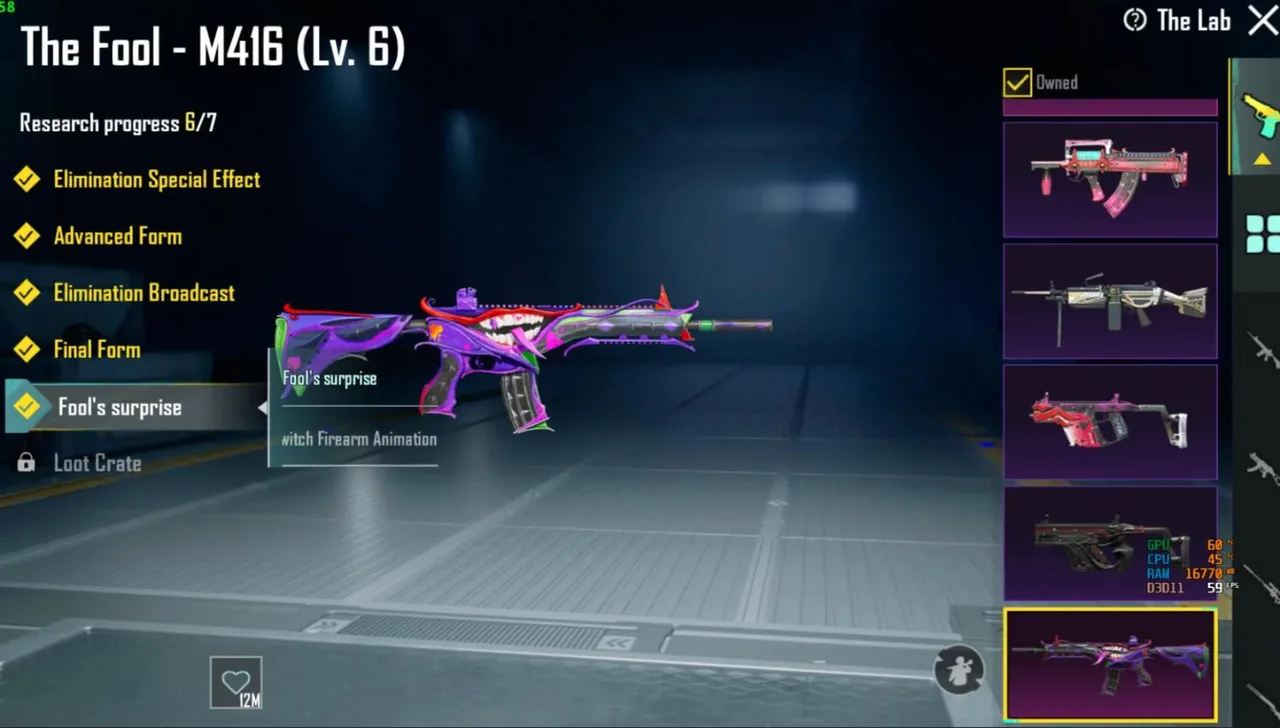 58
The Fool - M416 (Lv. 6)
The Lab
Research progress 6/7
Owned
Elimination Special Effect
Advanced Form
Elimination Broadcast
Final Form
Fool's surprise
Fool's surprise
witch Firearm Animation
Loot Crate
GPU 60 °C
CPU 45 °C
RAM 16770 MB
D3D11 59 FPS
12M